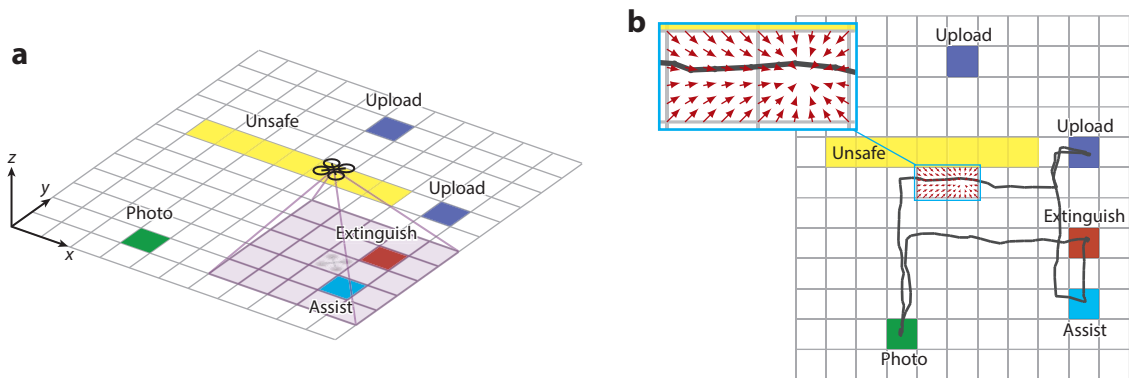 a
Upload
Unsafe
z
y
x
Photo
Upload
Extinguish
Assist
b
Upload
Upload
Unsafe
Extinguish
Assist
Photo